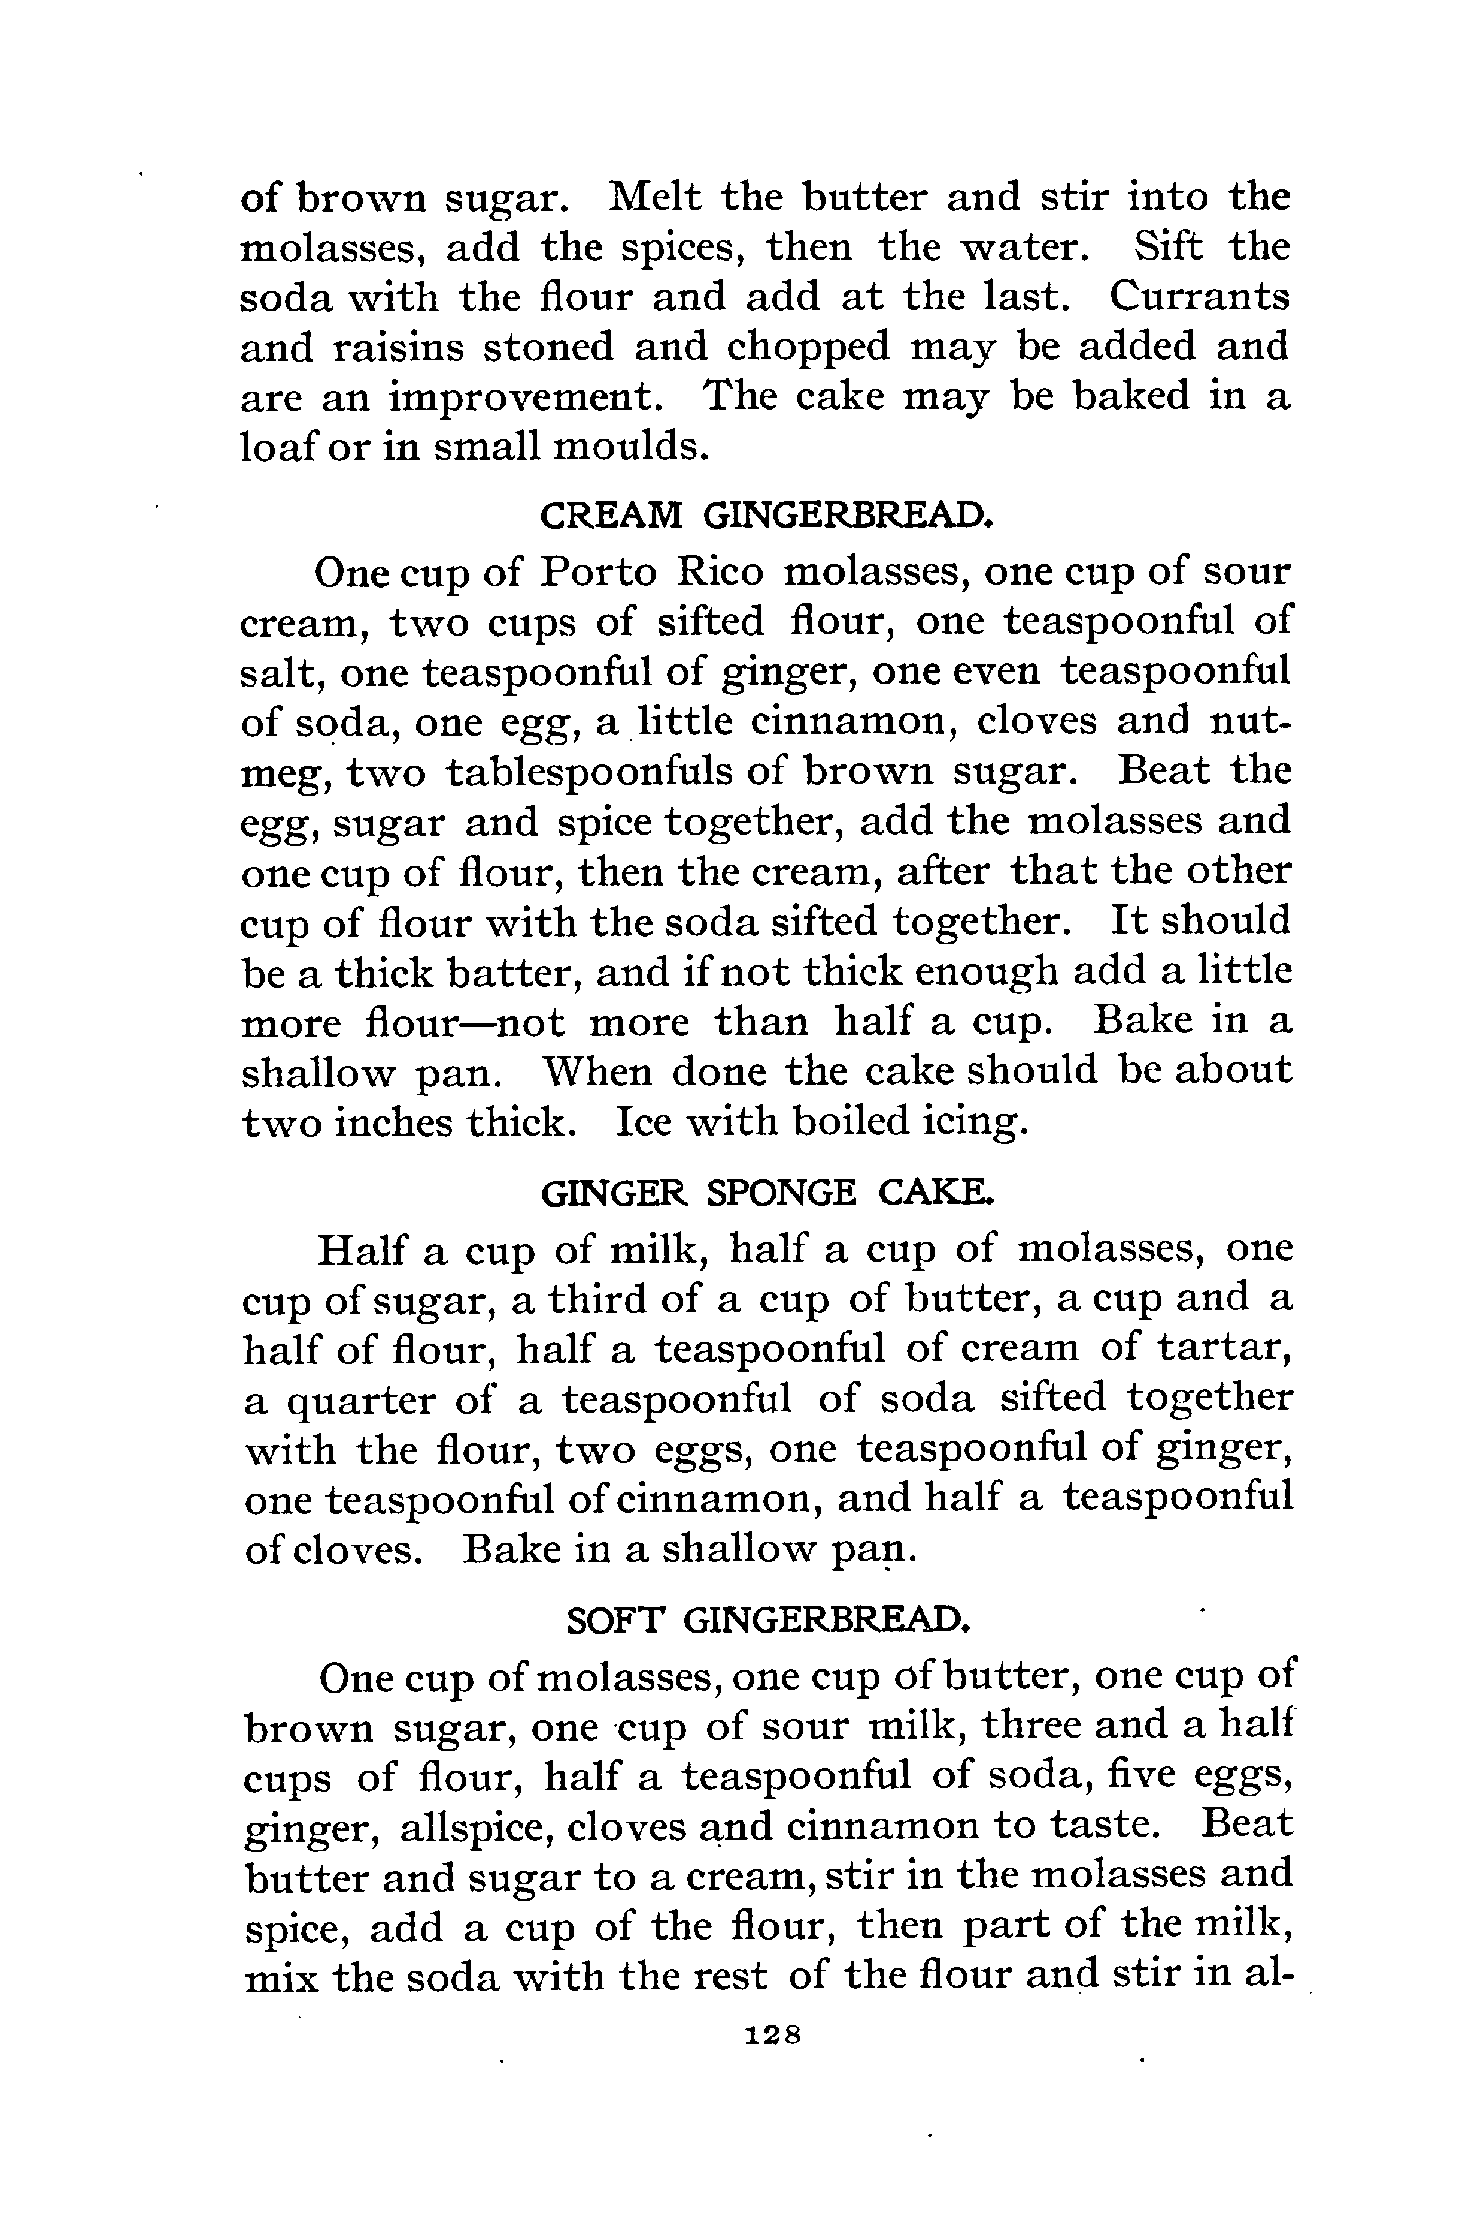 of brown sugar. Melt the butter and stir into the
molasses, add the spices, then the water. Sift the
soda with the flour and add at the last. Currants
and raisins stoned and chopped may be added and
are an improvement. The cake may be baked in a
loaf or in small moulds.
CREAM GINGERBREAD.
One cup of Porto Rico molasses, one cup of sour
cream, two cups of sifted flour, one teaspoonful of
salt, one teaspoonful of ginger, one even teaspoonful
of soda, one egg, a little cinnamon, cloves and nut-
meg, two tablespoonfuls of brown sugar. Beat the
egg, sugar and spice together, add the molasses and
one cup of flour, then the cream, after that the other
cup of flour with the soda sifted together. It should
be a thick batter, and if not thick enough add a little
more flour—not more than half a cup. Bake in a
shallow pan. When done the cake should be about
two inches thick. Ice with boiled icing.
GINGER SPONGE CAKE.
Half a cup of milk, half a cup of molasses, one
cup of sugar, a third of a cup of butter, a cup and a
half of flour, half a teaspoonful of cream of tartar,
a quarter of a teaspoonful of soda sifted together
with the flour, two eggs, one teaspoonful of ginger,
one teaspoonful of cinnamon, and half a teaspoonful
of cloves. Bake in a shallow pan.
SOFT GINGERBREAD.
One cup of molasses, one cup of butter, one cup of
brown sugar, one cup of sour milk, three and a half
cups of flour, half a teaspoonful of soda, five eggs,
ginger, allspice, cloves and cinnamon to taste. Beat
butter and sugar to a cream, stir in the molasses and
spice, add a cup of the flour, then part of the milk,
mix the soda with the rest of the flour and stir in al-
128